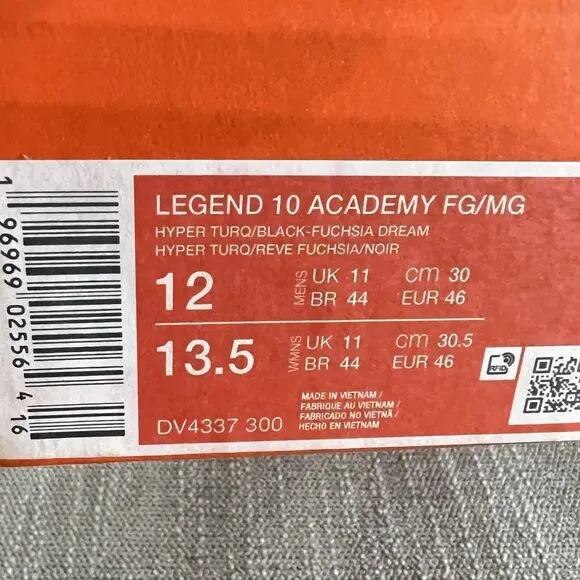 LEGEND 10 ACADEMY FG/MG
HYPER TURQ/BLACK-FUCHSIA DREAM
HYPER TURQ/REVE FUCHSIA/NOIR
12 MENS UK 11 CM 30
BR 44 EUR 46
13.5 WMNS UK 11 CM 30.5
BR 44 EUR 46
RFID
MADE IN VIETNAM/
FABRIQUE AU VIETNAM/
FABRICADO NO VIETNÃ/
HECHO EN VIETNAM
DV4337 300
1 96969 02556 4 16